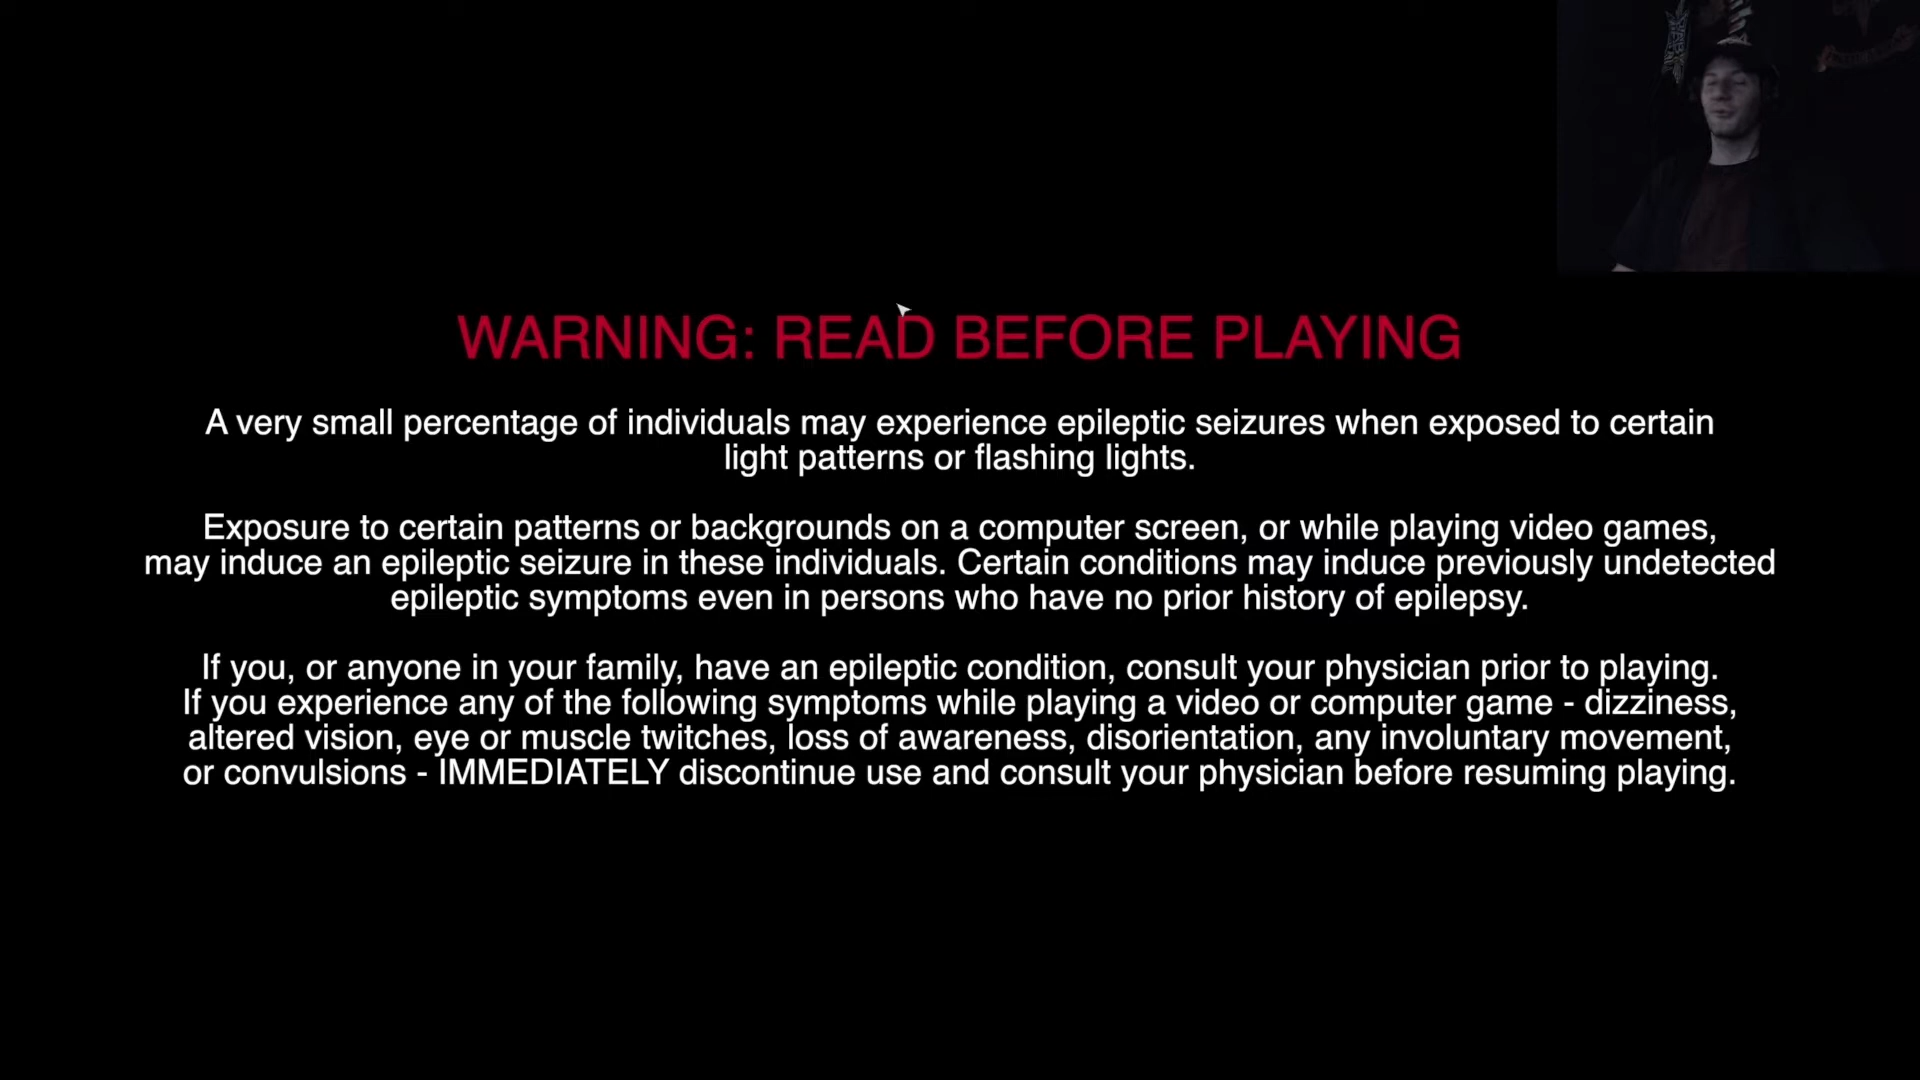 WARNING: READ BEFORE PLAYING
A very small percentage of individuals may experience epileptic seizures when exposed to certain
light patterns or flashing lights.
Exposure to certain patterns or backgrounds on a computer screen, or while playing video games,
may induce an epileptic seizure in these individuals. Certain conditions may induce previously undetected
epileptic symptoms even in persons who have no prior history of epilepsy.
If you, or anyone in your family, have an epileptic condition, consult your physician prior to playing.
If you experience any of the following symptoms while playing a video or computer game - dizziness,
altered vision, eye or muscle twitches, loss of awareness, disorientation, any involuntary movement,
or convulsions - IMMEDIATELY discontinue use and consult your physician before resuming playing.